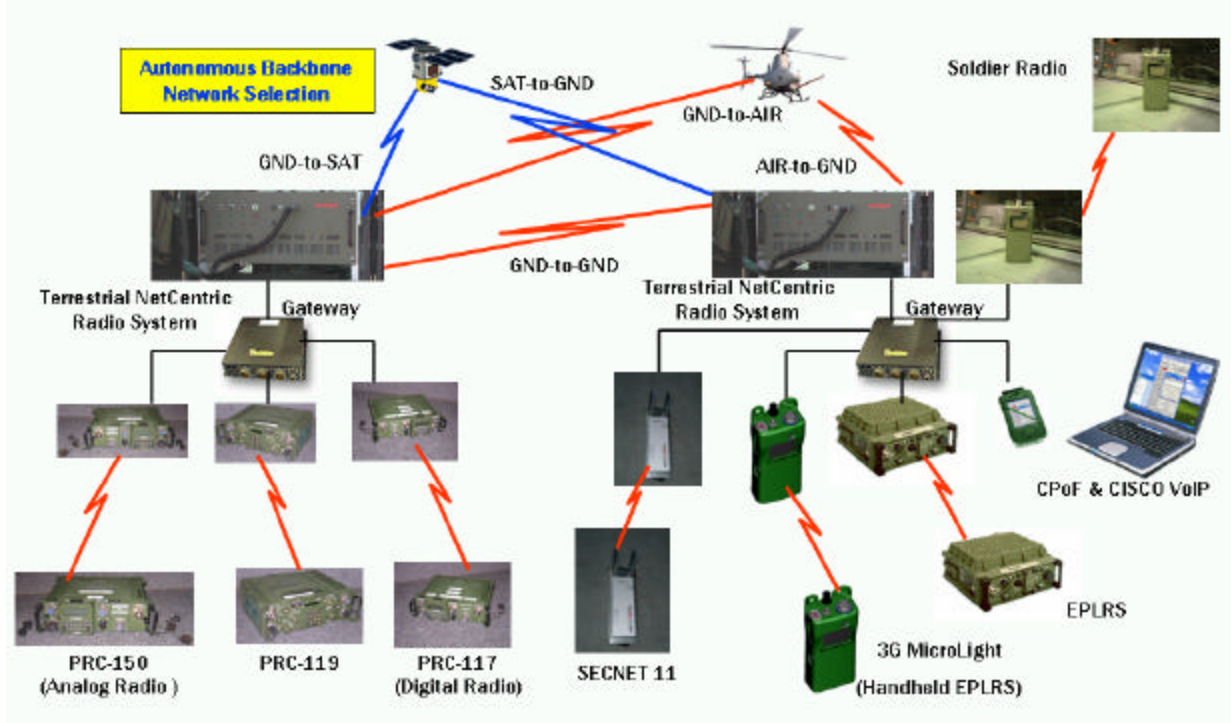 Autonomous Backbone
Network Selection
SAT-to-GND
GND-to-AIR
Soldier Radio
GND-to-SAT
AIR-to-GND
GND-to-GND
Terrestrial NetCentric
Radio System
Gateway
Terrestrial NetCentric
Radio System
Gateway
CPoF & CISCO VoIP
EPLRS
PRC-150
(Analog Radio )
PRC-119
PRC-117
(Digital Radio)
SECNET 11
3G MicroLight
(Handheld EPLRS)